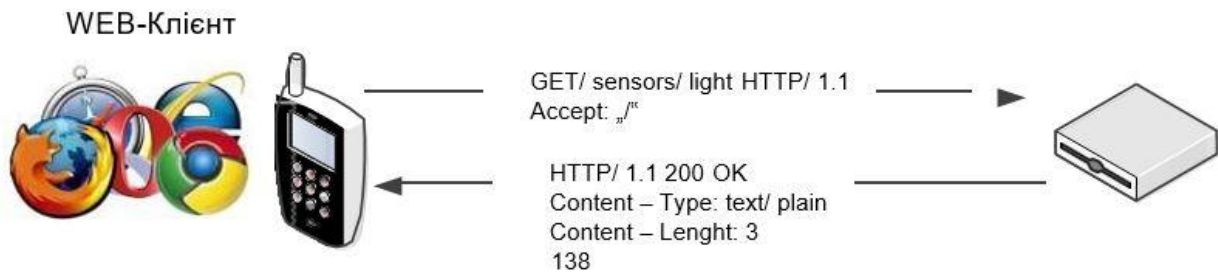 WEB-Клієнт
GET/ sensors/ light HTTP/ 1.1
Accept: „/“
HTTP/ 1.1 200 OK
Content – Type: text/ plain
Content – Lenght: 3
138